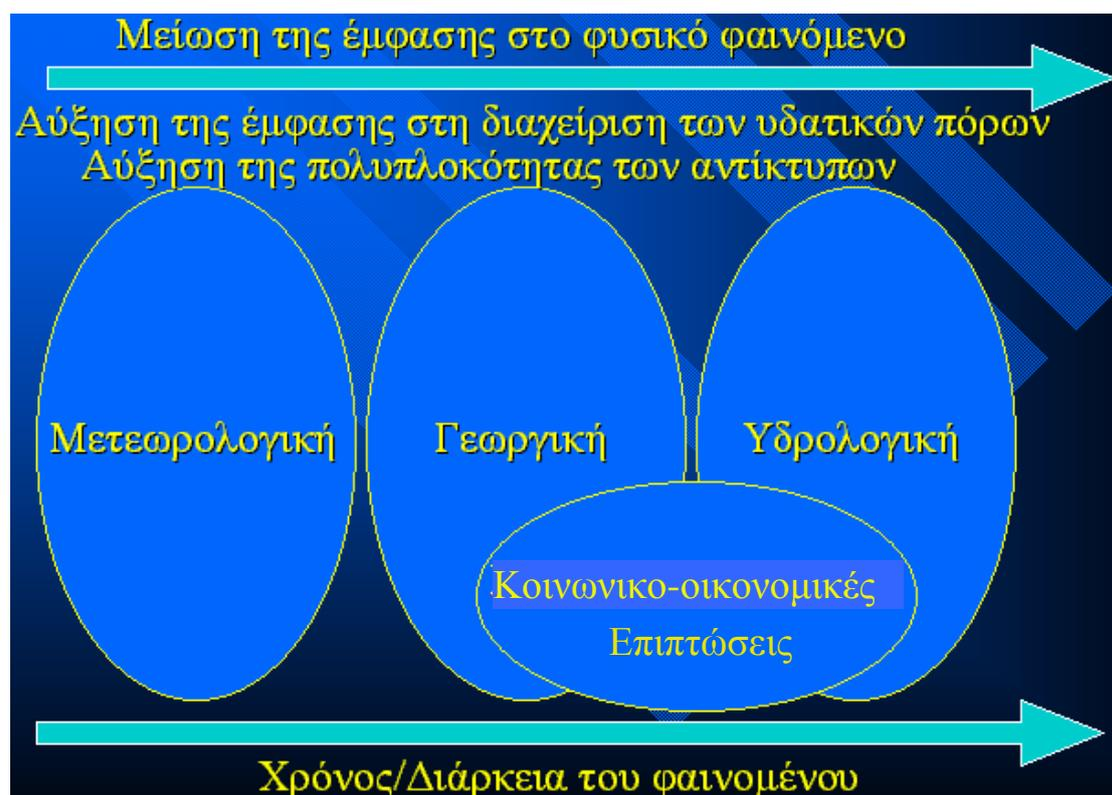 Μείωση της έμφασης στο φυσικό φαινόμενο
Αύξηση της έμφασης στη διαχείριση των υδατικών πόρων
Αύξηση της πολυπλοκότητας των αντίκτυπων
Μετεωρολογική
Γεωργική
Υδρολογική
Κοινωνικο-οικονομικές
Επιπτώσεις
Χρόνος/Διάρκεια του φαινομένου